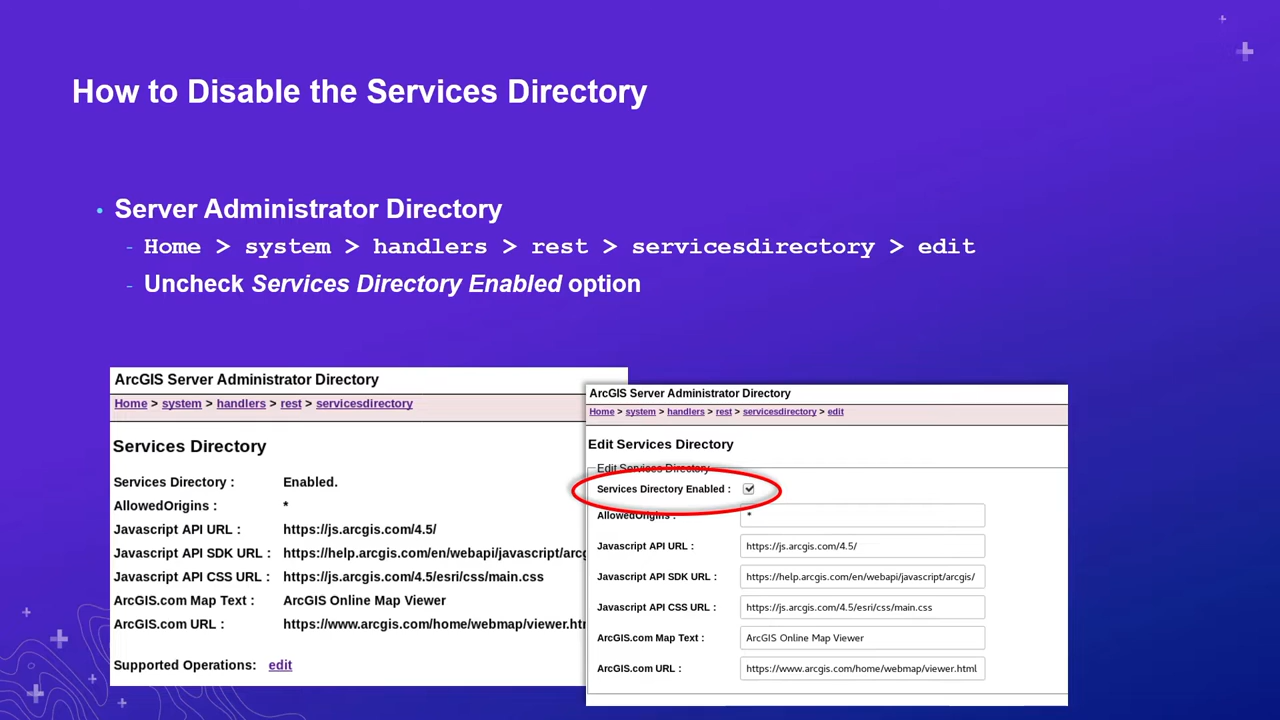 How to Disable the Services Directory
• Server Administrator Directory
- Home > system > handlers > rest > servicesdirectory > edit
- Uncheck Services Directory Enabled option
ArcGIS Server Administrator Directory
Home > system > handlers > rest > servicesdirectory
Services Directory
Services Directory : Enabled.
AllowedOrigins : *
Javascript API URL : https://js.arcgis.com/4.5/
Javascript API SDK URL : https://help.arcgis.com/en/webapi/javascript/arcg
Javascript API CSS URL : https://js.arcgis.com/4.5/esri/css/main.css
ArcGIS.com Map Text : ArcGIS Online Map Viewer
ArcGIS.com URL : https://www.arcgis.com/home/webmap/viewer.htm
Supported Operations: edit
ArcGIS Server Administrator Directory
Home > system > handlers > rest > servicesdirectory > edit
Edit Services Directory
Edit Services Directory
Services Directory Enabled :
AllowedOrigins : *
Javascript API URL : https://js.arcgis.com/4.5/
Javascript API SDK URL : https://help.arcgis.com/en/webapi/javascript/arcgis/
Javascript API CSS URL : https://js.arcgis.com/4.5/esri/css/main.css
ArcGIS.com Map Text : ArcGIS Online Map Viewer
ArcGIS.com URL : https://www.arcgis.com/home/webmap/viewer.html